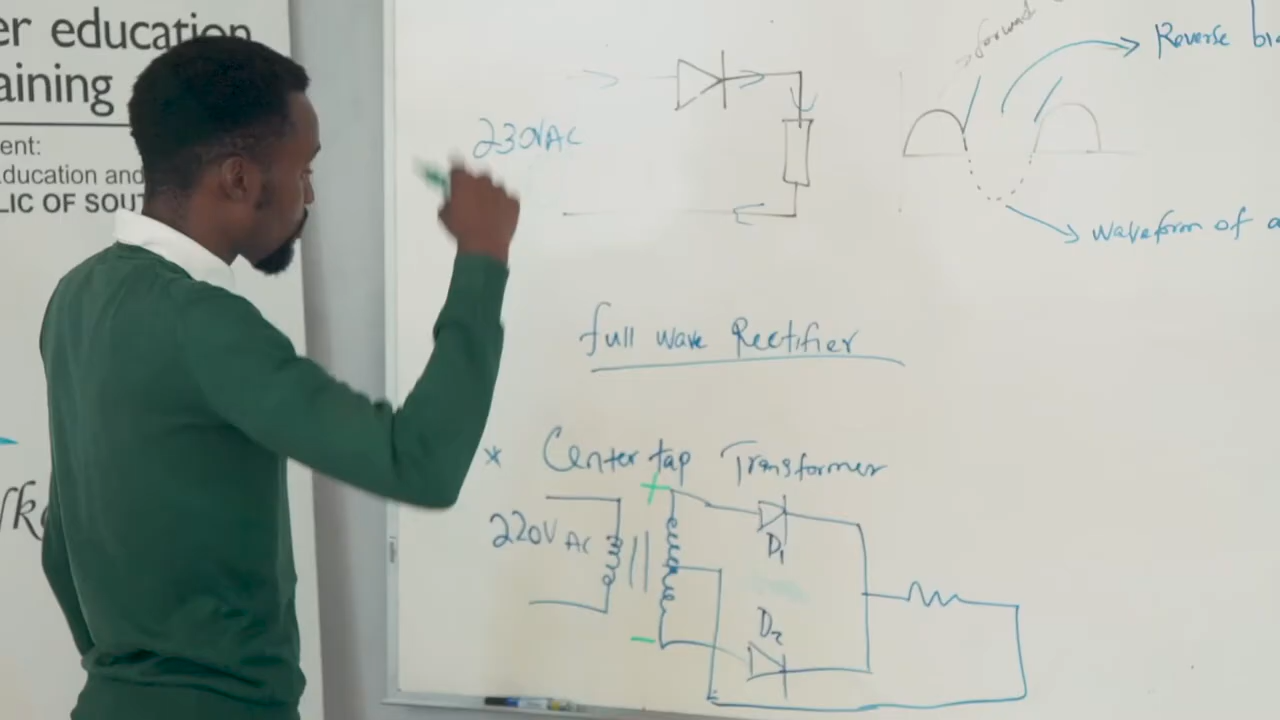 er education
aining
ent:
ducation and
LIC OF SOUT
forward
Reverse bia
230VAC
Waveform of a
full wave Rectifier
* Center tap Transformer
+
220V AC
D1
D2
-